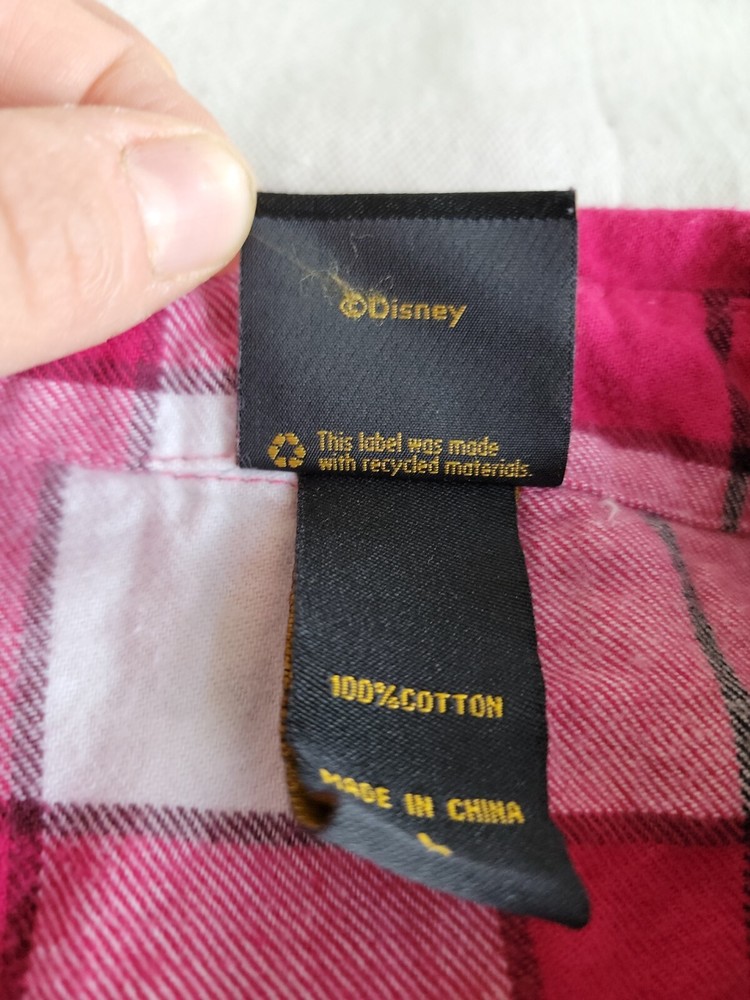 ©Disney
This label was made
with recycled materials.
100%COTTON
MADE IN CHINA
L